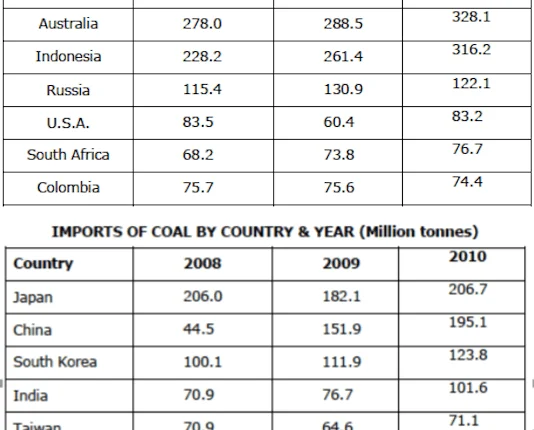 Australia 278.0 288.5 328.1
Indonesia 228.2 261.4 316.2
Russia 115.4 130.9 122.1
U.S.A. 83.5 60.4 83.2
South Africa 68.2 73.8 76.7
Colombia 75.7 75.6 74.4
IMPORTS OF COAL BY COUNTRY & YEAR (Million tonnes)
Country 2008 2009 2010
Japan 206.0 182.1 206.7
China 44.5 151.9 195.1
South Korea 100.1 111.9 123.8
India 70.9 76.7 101.6
Taiwan 70.9 64.6 71.1